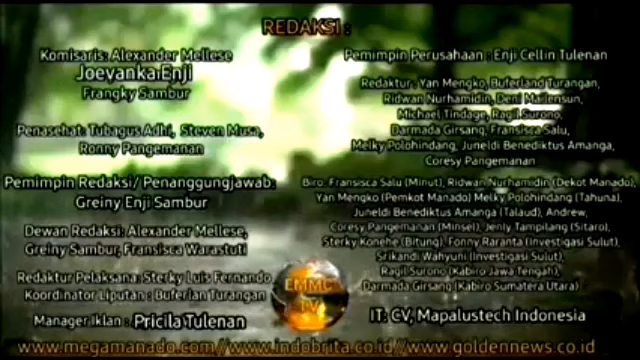 REDAKSI :
Komisaris: Alexander Mellese
Joevanka Enji
Frangky Sambur
Penasehat: Tubagus Adhi, Steven Musa,
Ronny Pangemanan
Pemimpin Redaksi/ Penanggungjawab:
Greiny Enji Sambur
Dewan Redaksi: Alexander Mellese,
Greiny Sambur, Fransisca Warastuti
Redaktur Pelaksana: Sterky Luis Fernando
Koordinator Liputan : Buferlan Turangan
Manager Iklan : Pricila Tulenan
Pemimpin Perusahaan : Enji Cellin Tulenan
Redaktur : Yan Mengko, Buferland Turangan,
Ridwan Nurhamidin, Deni Mailensun,
Michael Tindage, Ragil Surono,
Darmada Girsang, Fransisra Salu,
Melky Polohindang, Juneldi Benediktus Amanga,
Coresy Pangemanan
Biro. Fransisca Salu (Minut), Ridwan Nurhamidin (Dekot Manado),
Yan Mengko (Pemkot Manado) Melky Polohindang (Tahuna),
Juneldi Benediktus Amanga (Talaud), Andrew,
Coresy Pangemanan (Minsel), Jenly Tampilang (Sitaro),
Sterky Konehe (Bitung), Fonny Raranta (Investigasi Sulut),
Srikandi Wahyuni (Investigasi Sulut),
Ragil Surono (Kabiro Jawa Tengah),
Darmada Girsang (Kabiro Sumatera Utara)
IT: CV, Mapalustech Indonesia
EMMC
TV
www.megamanado.com//www.indobrita.co.id//www.goldennews.co.id